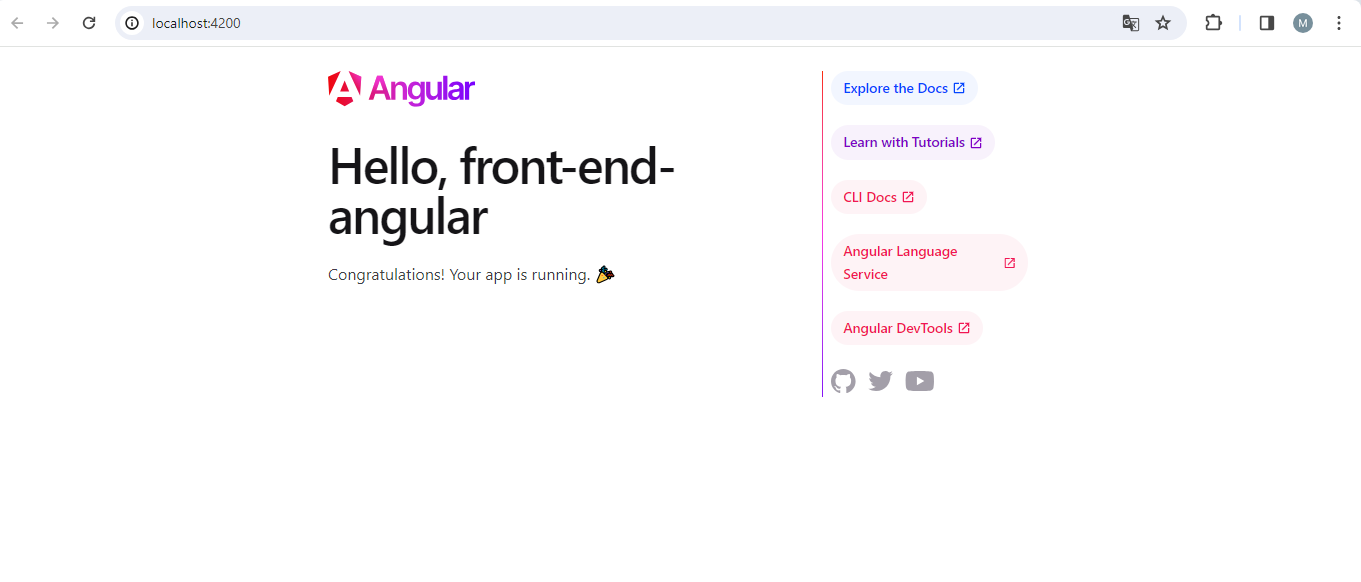 localhost:4200
M
Angular
Hello, front-end-
angular
Congratulations! Your app is running. 🎉
Explore the Docs
Learn with Tutorials
CLI Docs
Angular Language
Service
Angular DevTools